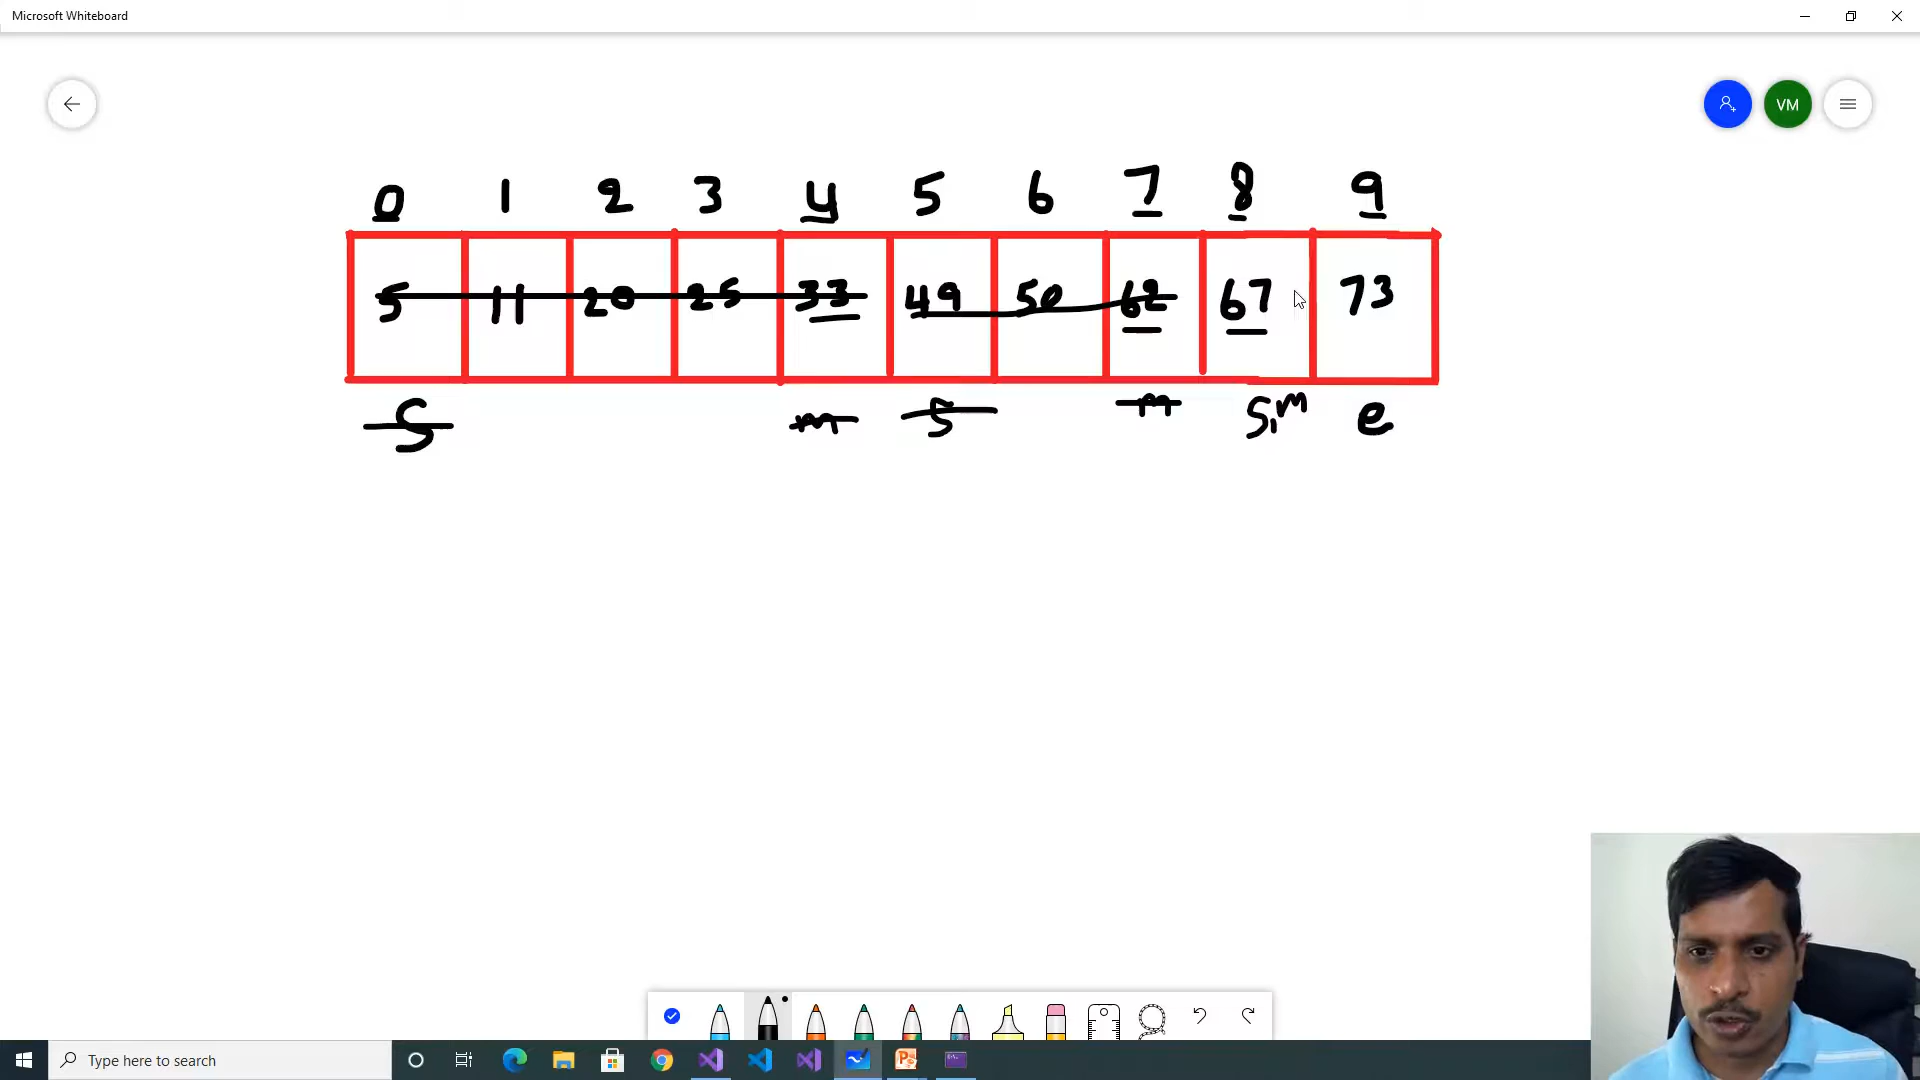 Microsoft Whiteboard
VM
0 1 2 3 4 5 6 7 8 9
5 11 20 25 33 49 50 62 67 73
S m S m S,m e
Type here to search